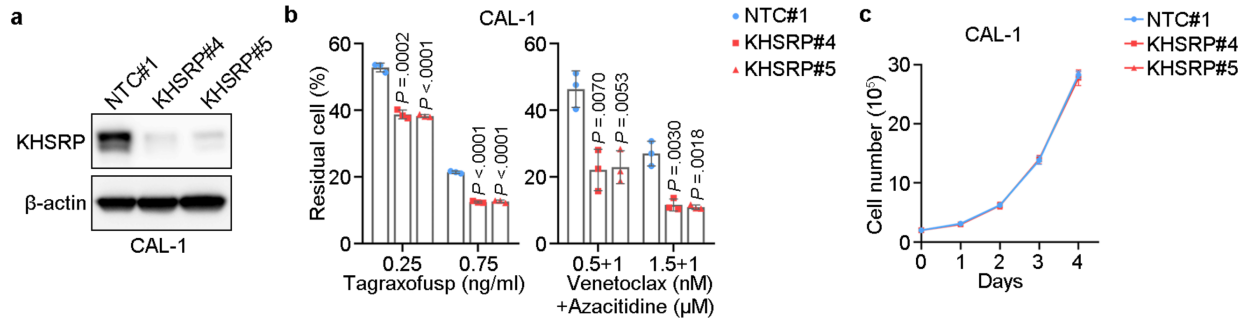 a
NTC#1
KHSRP#4
KHSRP#5
KHSRP
β-actin
CAL-1
b
CAL-1
NTC#1
KHSRP#4
KHSRP#5
Residual cell (%)
60
40
20
0
P =.0002
P <.0001
P <.0001
P <.0001
0.25
0.75
Tagraxofusp (ng/ml)
60
40
20
0
P =.0070
P =.0053
P =.0030
P =.0018
0.5+1
1.5+1
Venetoclax (nM)
+Azacitidine (µM)
c
CAL-1
NTC#1
KHSRP#4
KHSRP#5
Cell number (10⁵)
30
20
10
0
0
1
2
3
4
Days